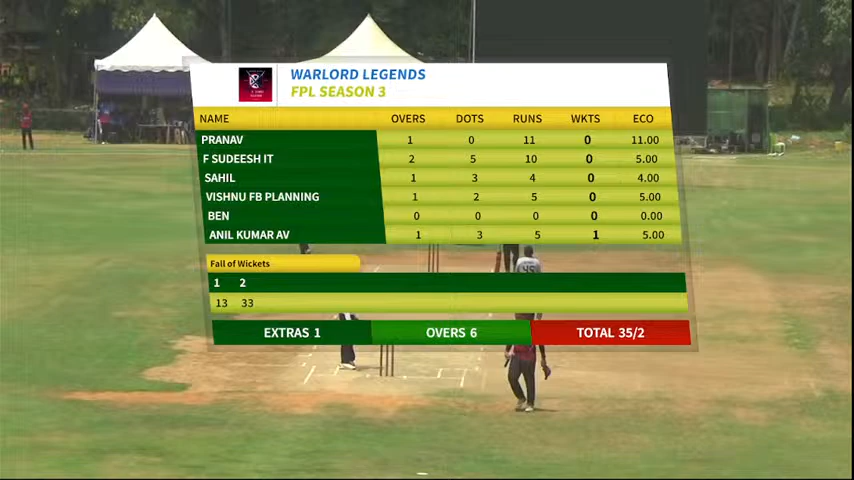 WARLORD LEGENDS
FPL SEASON 3
NAME OVERS DOTS RUNS WKTS ECO
PRANAV 1 0 11 0 11.00
F SUDEESH IT 2 5 10 0 5.00
SAHIL 1 3 4 0 4.00
VISHNU FB PLANNING 1 2 5 0 5.00
BEN 0 0 0 0 0.00
ANIL KUMAR AV 1 3 5 1 5.00
Fall of Wickets
1 2
13 33
EXTRAS 1 OVERS 6 TOTAL 35/2